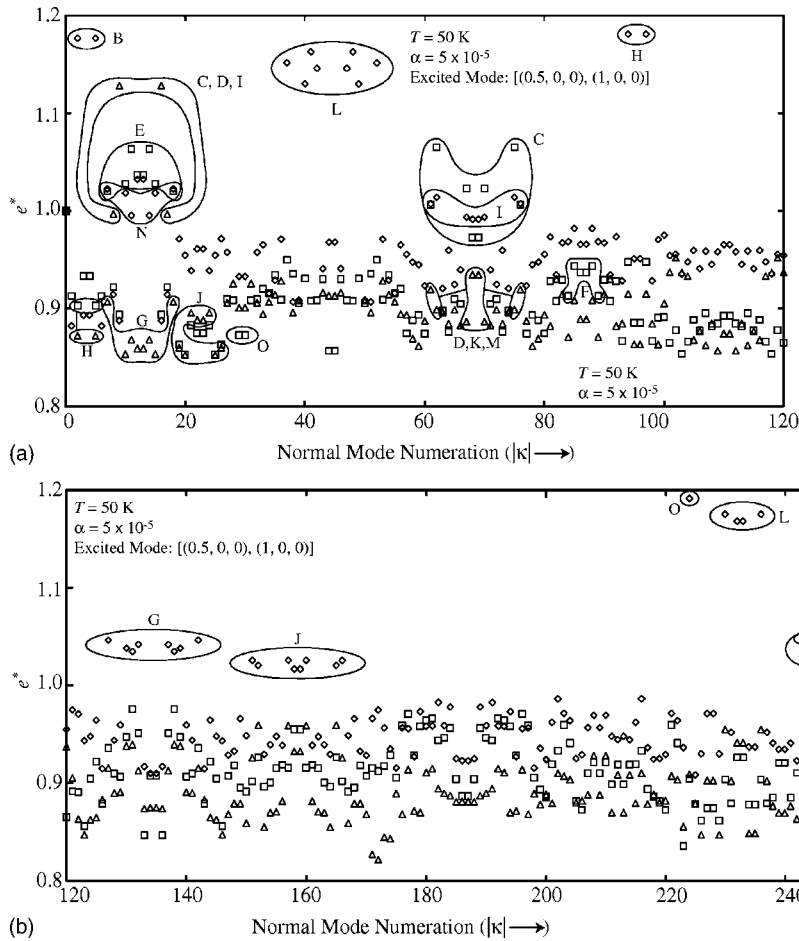 1.2
B
T = 50 K
α = 5 x 10-5
Excited Mode: [(0.5, 0, 0), (1, 0, 0)]
H
C, D, I
L
1.1
E
C
I
e*
1.0
N
J
0.9
G
F
H
O
D, K, M
T = 50 K
α = 5 x 10-5
0.8
0 20 40 60 80 100 120
(a) Normal Mode Numeration (|κ| →)
1.2
T = 50 K
α = 5 x 10-5
Excited Mode: [(0.5, 0, 0), (1, 0, 0)]
O
L
1.1
G
J
e*
1.0
0.9
0.8
120 140 160 180 200 220 240
(b) Normal Mode Numeration (|κ| →)